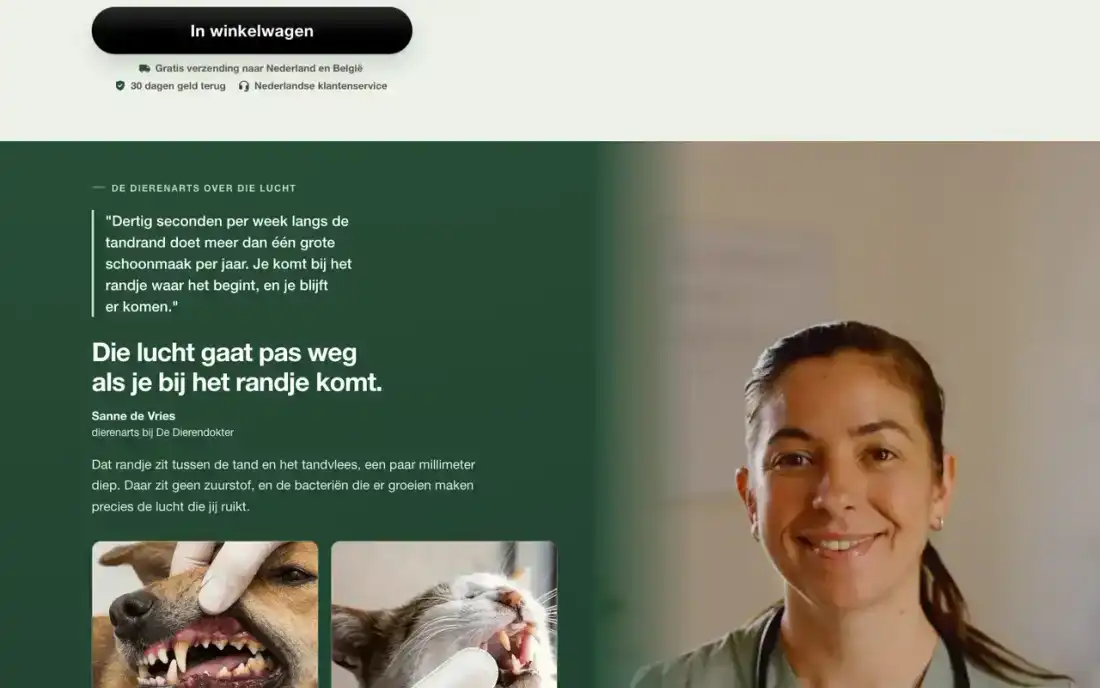 In winkelwagen
Gratis verzending naar Nederland en België
30 dagen geld terug Nederlandse klantenservice
— DE DIERENARTS OVER DIE LUCHT
"Dertig seconden per week langs de
tandrand doet meer dan één grote
schoonmaak per jaar. Je komt bij het
randje waar het begint, en je blijft
er komen."
Die lucht gaat pas weg
als je bij het randje komt.
Sanne de Vries
dierenarts bij De Dierendokter
Dat randje zit tussen de tand en het tandvlees, een paar millimeter
diep. Daar zit geen zuurstof, en de bacteriën die er groeien maken
precies de lucht die jij ruikt.